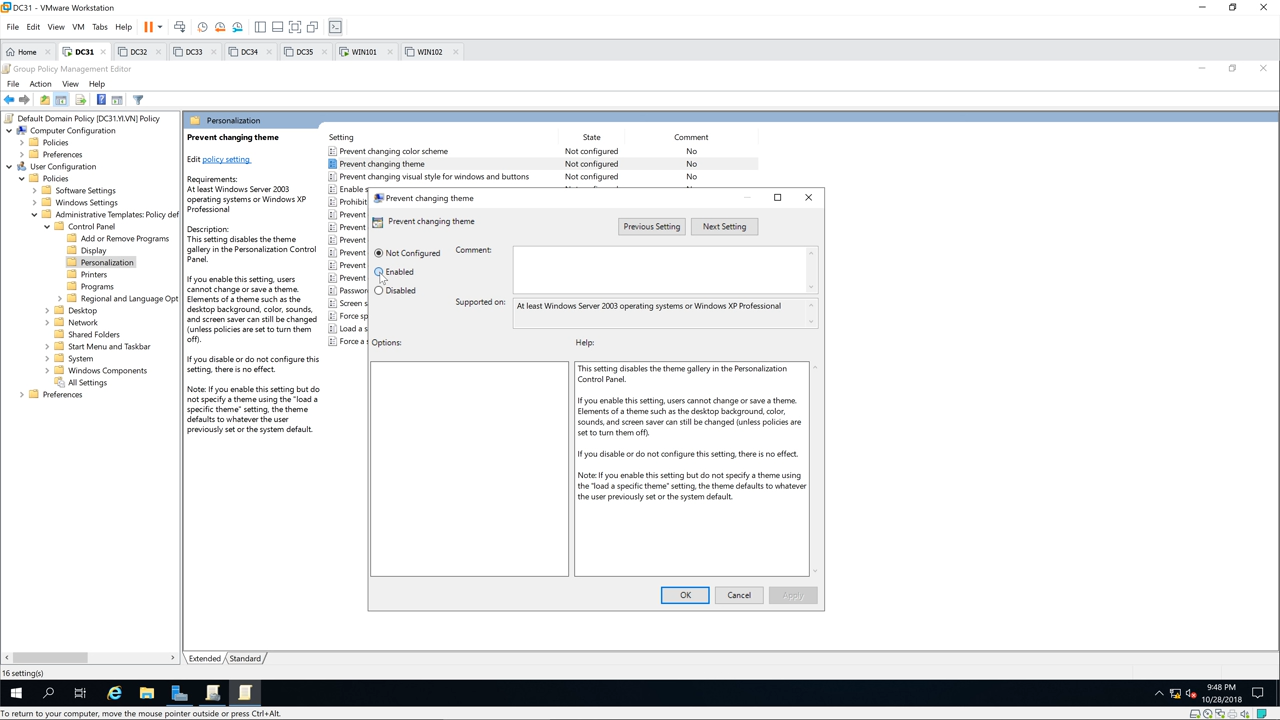 DC31 - VMware Workstation
File Edit View VM Tabs Help
Home DC31 DC32 DC33 DC34 DC35 WIN101 WIN102
Group Policy Management Editor
File Action View Help
Default Domain Policy [DC31.YI.VN] Policy
Computer Configuration
Policies
Preferences
User Configuration
Policies
Software Settings
Windows Settings
Administrative Templates: Policy def
Control Panel
Add or Remove Programs
Display
Personalization
Printers
Programs
Regional and Language Opt
Desktop
Network
Shared Folders
Start Menu and Taskbar
System
Windows Components
All Settings
Preferences
Personalization
Prevent changing theme
Edit policy setting.
Requirements:
At least Windows Server 2003
operating systems or Windows XP
Professional
Description:
This setting disables the theme
gallery in the Personalization Control
Panel.
If you enable this setting, users
cannot change or save a theme.
Elements of a theme such as the
desktop background, color, sounds,
and screen saver can still be changed
(unless policies are set to turn them
off).
If you disable or do not configure this
setting, there is no effect.
Note: If you enable this setting but do
not specify a theme using the "load a
specific theme" setting, the theme
defaults to whatever the user
previously set or the system default.
Setting State Comment
Prevent changing color scheme Not configured No
Prevent changing theme Not configured No
Prevent changing visual style for windows and buttons Not configured No
Enable s
Prohibi
Prevent
Prevent
Prevent
Prevent
Prevent
Prevent
Passwo
Screen s
Force sp
Load a s
Force a
Prevent changing theme
Prevent changing theme
Previous Setting Next Setting
Not Configured
Enabled
Disabled
Comment:
Supported on:
At least Windows Server 2003 operating systems or Windows XP Professional
Options:
Help:
This setting disables the theme gallery in the Personalization
Control Panel.
If you enable this setting, users cannot change or save a theme.
Elements of a theme such as the desktop background, color,
sounds, and screen saver can still be changed (unless policies are
set to turn them off).
If you disable or do not configure this setting, there is no effect.
Note: If you enable this setting but do not specify a theme using
the "load a specific theme" setting, the theme defaults to whatever
the user previously set or the system default.
OK Cancel Apply
Extended Standard
16 setting(s)
9:48 PM
10/28/2018
To return to your computer, move the mouse pointer outside or press Ctrl+Alt.